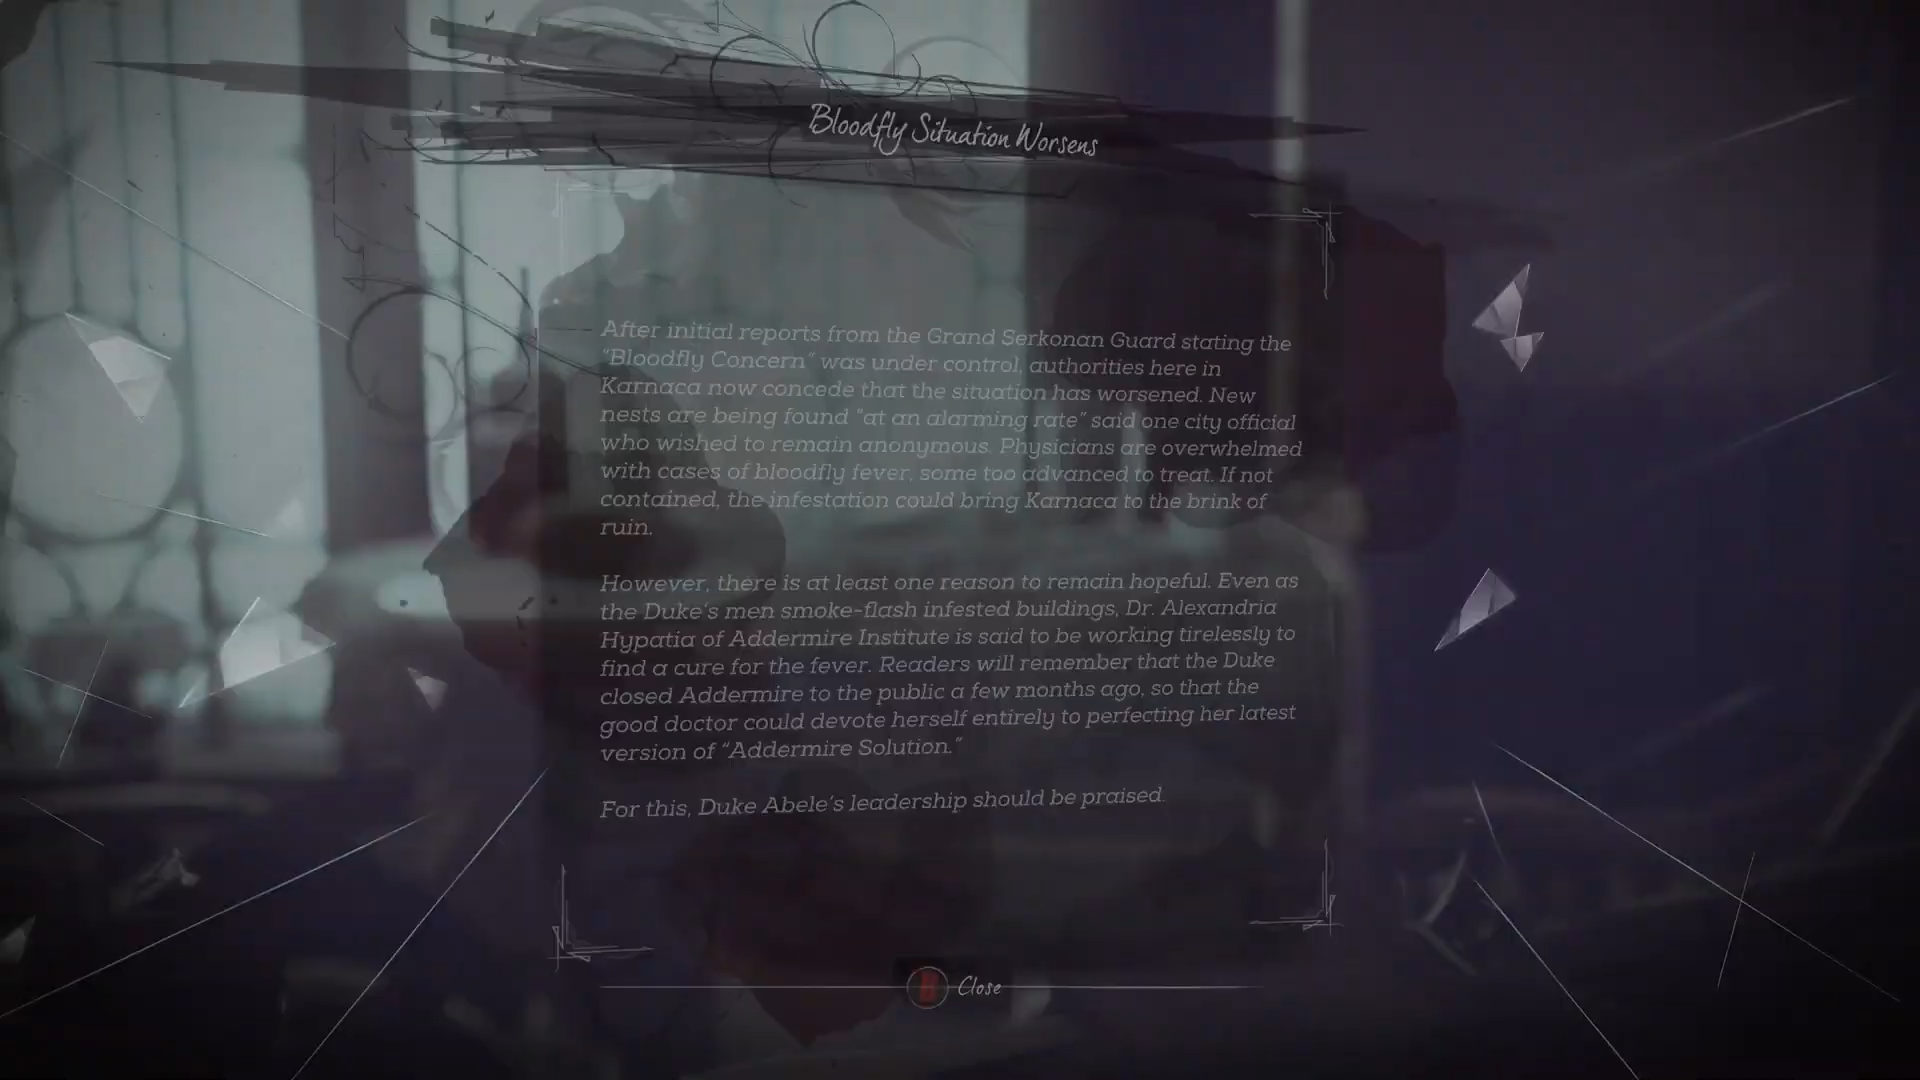 Bloodfly Situation Worsens
After initial reports from the Grand Serkonan Guard stating the
"Bloodfly Concern" was under control, authorities here in
Karnaca now concede that the situation has worsened. New
nests are being found "at an alarming rate" said one city official
who wished to remain anonymous. Physicians are overwhelmed
with cases of bloodfly fever, some too advanced to treat. If not
contained, the infestation could bring Karnaca to the brink of
ruin.
However, there is at least one reason to remain hopeful. Even as
the Duke's men smoke-flash infested buildings, Dr. Alexandria
Hypatia of Addermire Institute is said to be working tirelessly to
find a cure for the fever. Readers will remember that the Duke
closed Addermire to the public a few months ago, so that the
good doctor could devote herself entirely to perfecting her latest
version of "Addermire Solution."
For this, Duke Abele's leadership should be praised.
B Close